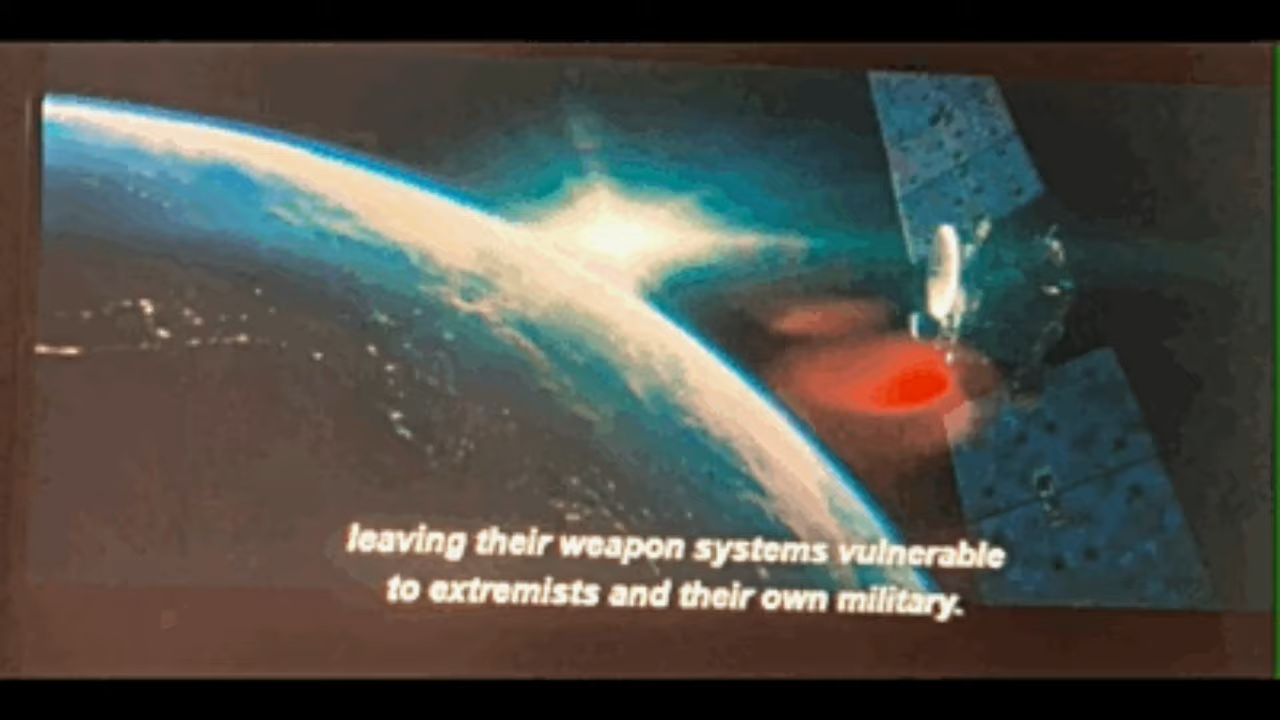 leaving their weapon systems vulnerable
to extremists and their own military.